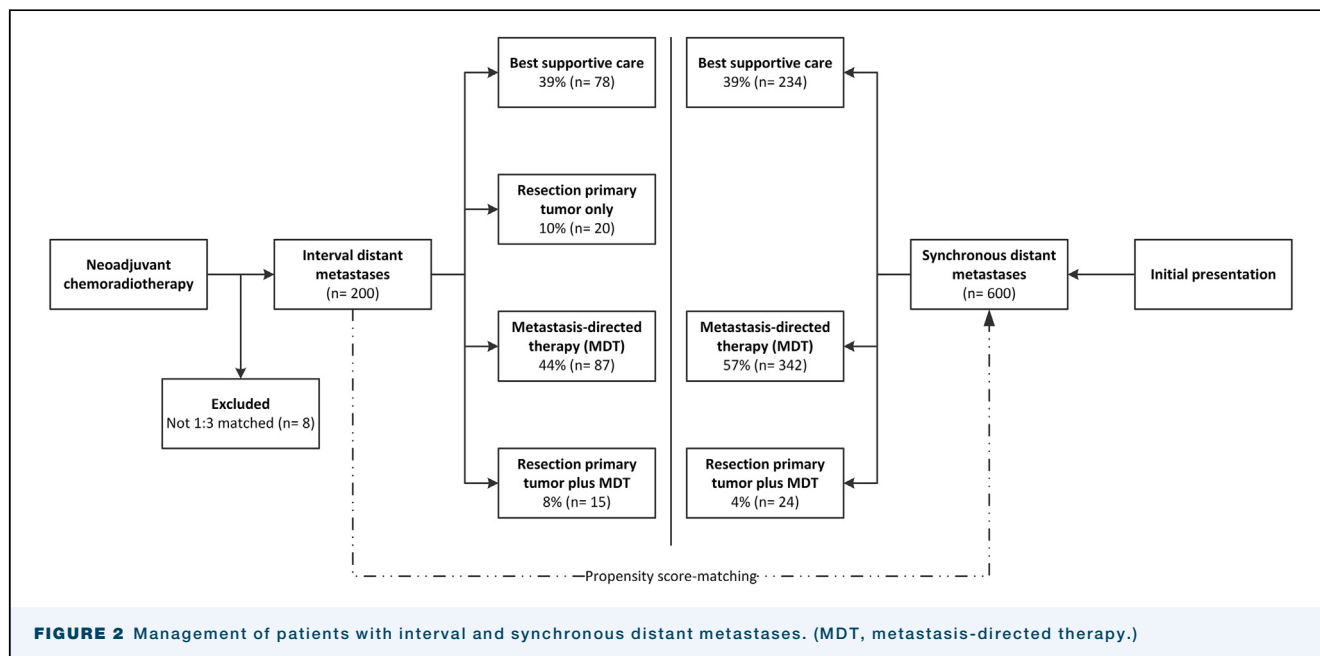 Neoadjuvant
chemoradiotherapy
Excluded
Not 1:3 matched (n= 8)
Interval distant
metastases
(n= 200)
Best supportive care
39% (n= 78)
Resection primary
tumor only
10% (n= 20)
Metastasis-directed
therapy (MDT)
44% (n= 87)
Resection primary
tumor plus MDT
8% (n= 15)
Best supportive care
39% (n= 234)
Metastasis-directed
therapy (MDT)
57% (n= 342)
Resection primary
tumor plus MDT
4% (n= 24)
Synchronous distant
metastases
(n= 600)
Initial presentation
Propensity score-matching
FIGURE 2 Management of patients with interval and synchronous distant metastases. (MDT, metastasis-directed therapy.)